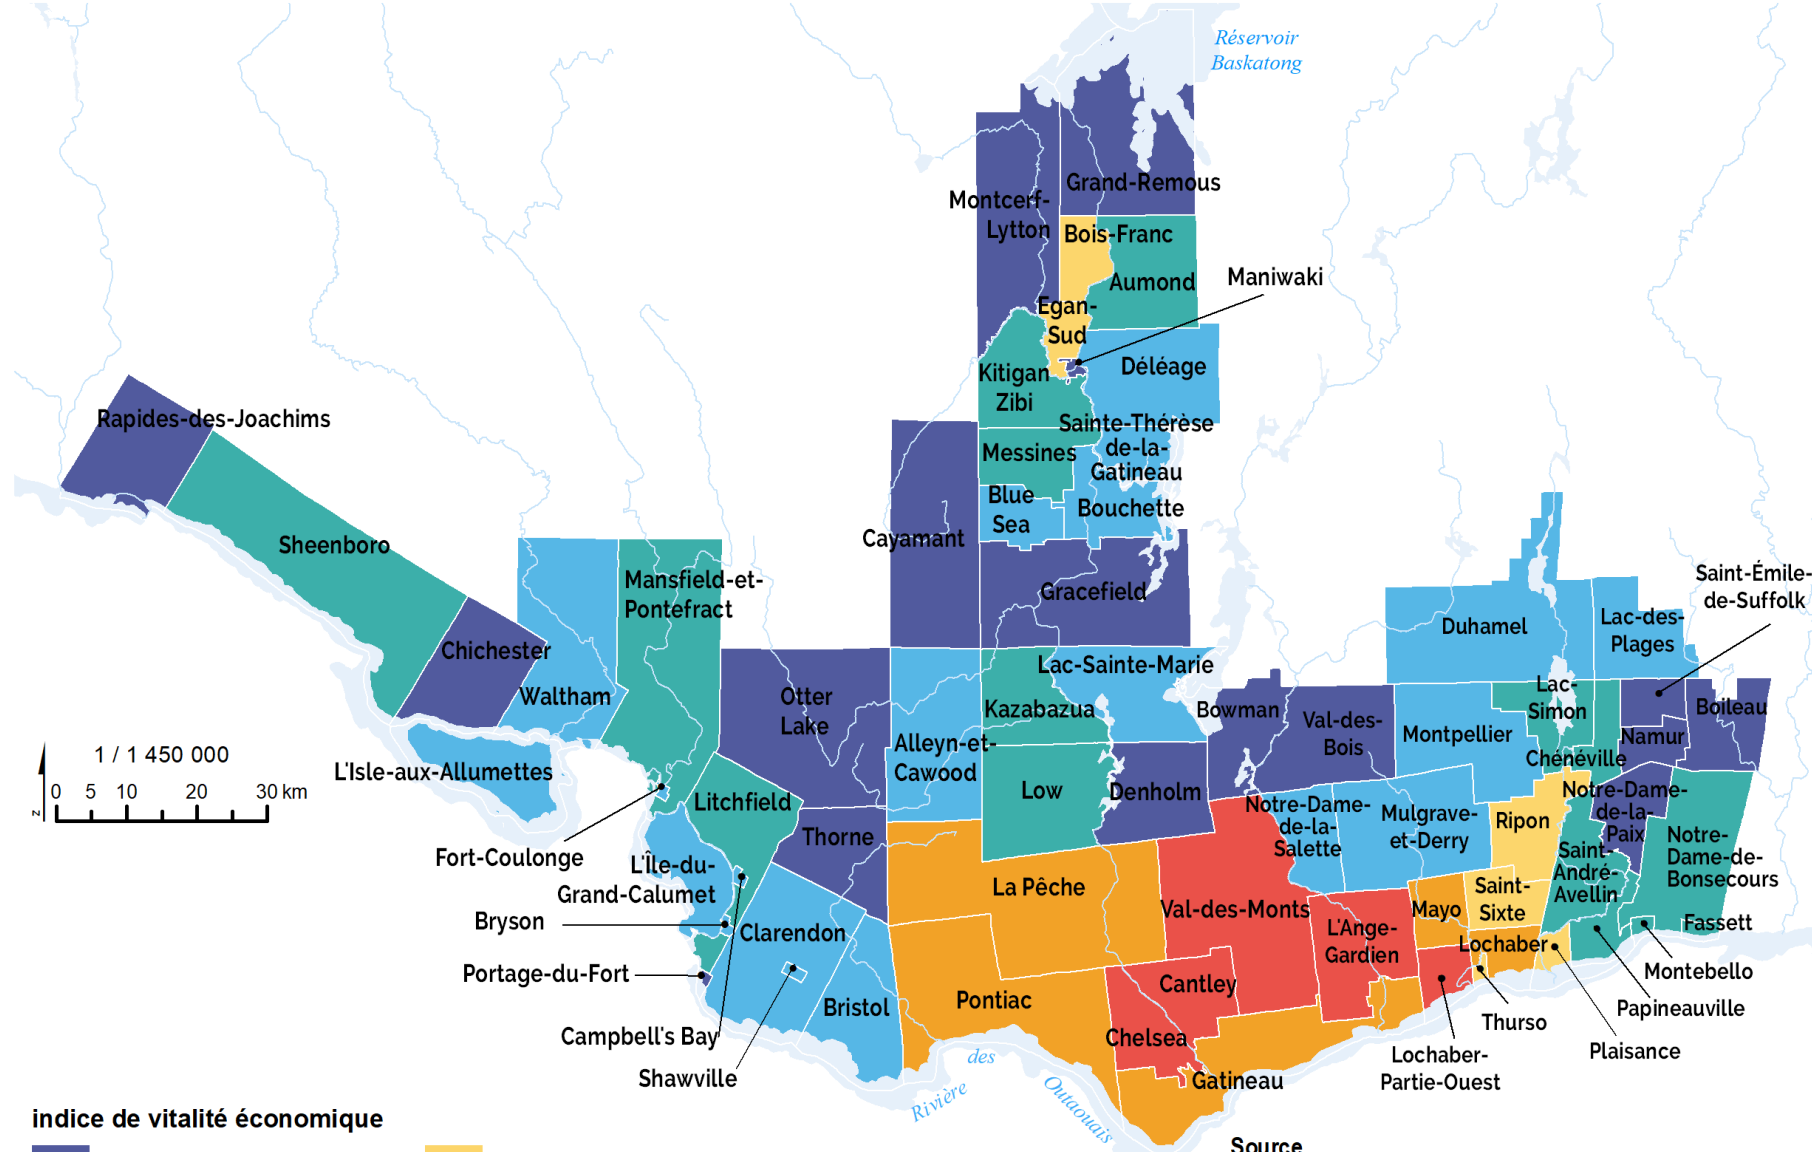 Réservoir
Baskatong
Grand-Remous
Montcerf-
Lytton
Bois-Franc
Aumond
Maniwaki
Egan-
Sud
Déléage
Kitigan
Zibi
Rapides-des-Joachims
Sainte-Thérèse
de-la-
Gatineau
Messines
Blue
Sea
Bouchette
Cayamant
Sheenboro
Gracefield
Mansfield-et-
Pontefract
Saint-Émile-
de-Suffolk
Duhamel
Lac-des-
Plages
Chichester
Waltham
Otter
Lake
Lac-Sainte-Marie
Kazabazua
Bowman
Val-des-
Bois
Montpellier
Lac-
Simon
Boileau
Namur
Chénéville
1 / 1 450 000
0 5 10 20 30 km
z
L'Isle-aux-Allumettes
Alleyn-et-
Cawood
Low
Denholm
Litchfield
Thorne
Notre-Dame-
de-la-
Salette
Mulgrave-
et-Derry
Ripon
Notre-Dame-
de-la-
Paix
Notre-
Dame-de-
Bonsecours
Fort-Coulonge
L'Île-du-
Grand-Calumet
Saint-
André-
Avellin
La Pêche
Val-des-Monts
L'Ange-
Gardien
Mayo
Saint-
Sixte
Bryson
Clarendon
Lochaber
Fassett
Portage-du-Fort
Montebello
Cantley
Pontiac
Bristol
Papineauville
Thurso
Campbell's Bay
Chelsea
Plaisance
Lochaber-
Partie-Ouest
Shawville
Gatineau
Rivière
des
Outaouais
indice de vitalité économique
Source